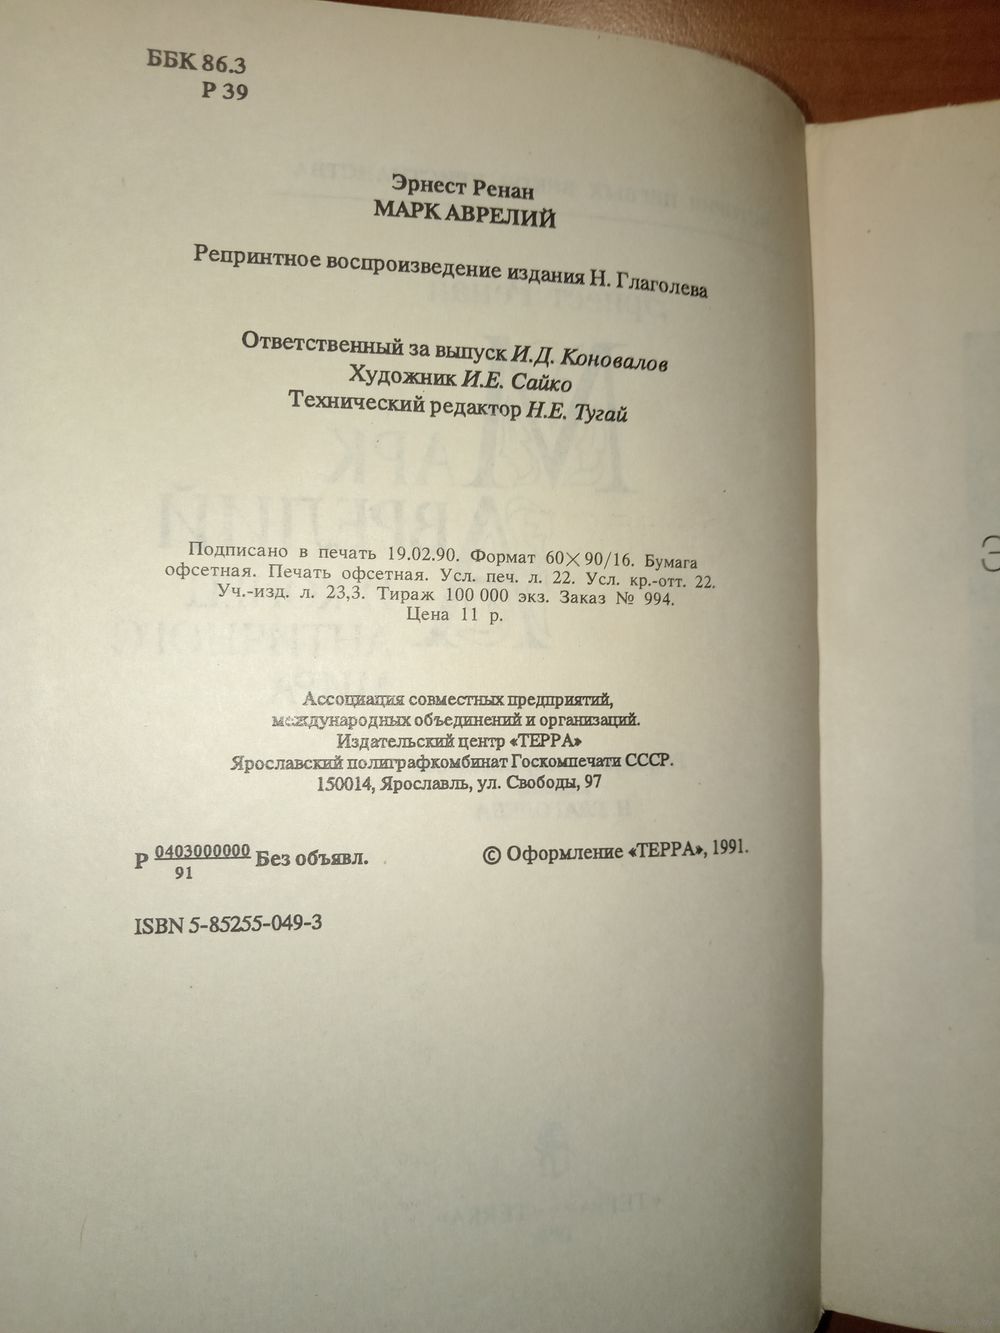 ББК 86.3
Р 39
Эрнест Ренан
МАРК АВРЕЛИЙ
Репринтное воспроизведение издания Н. Глаголева
Ответственный за выпуск И.Д. Коновалов
Художник И.Е. Сайко
Технический редактор Н.Е. Тугай
Подписано в печать 19.02.90. Формат 60×90/16. Бумага
офсетная. Печать офсетная. Усл. печ. л. 22. Усл. кр.-отт. 22.
Уч.-изд. л. 23,3. Тираж 100 000 экз. Заказ № 994.
Цена 11 р.
Ассоциация совместных предприятий,
международных объединений и организаций.
Издательский центр «ТЕРРА»
Ярославский полиграфкомбинат Госкомпечати СССР.
150014, Ярославль, ул. Свободы, 97
Р 0403000000 Без объявл.
91
© Оформление «ТЕРРА», 1991.
ISBN 5-85255-049-3
Э